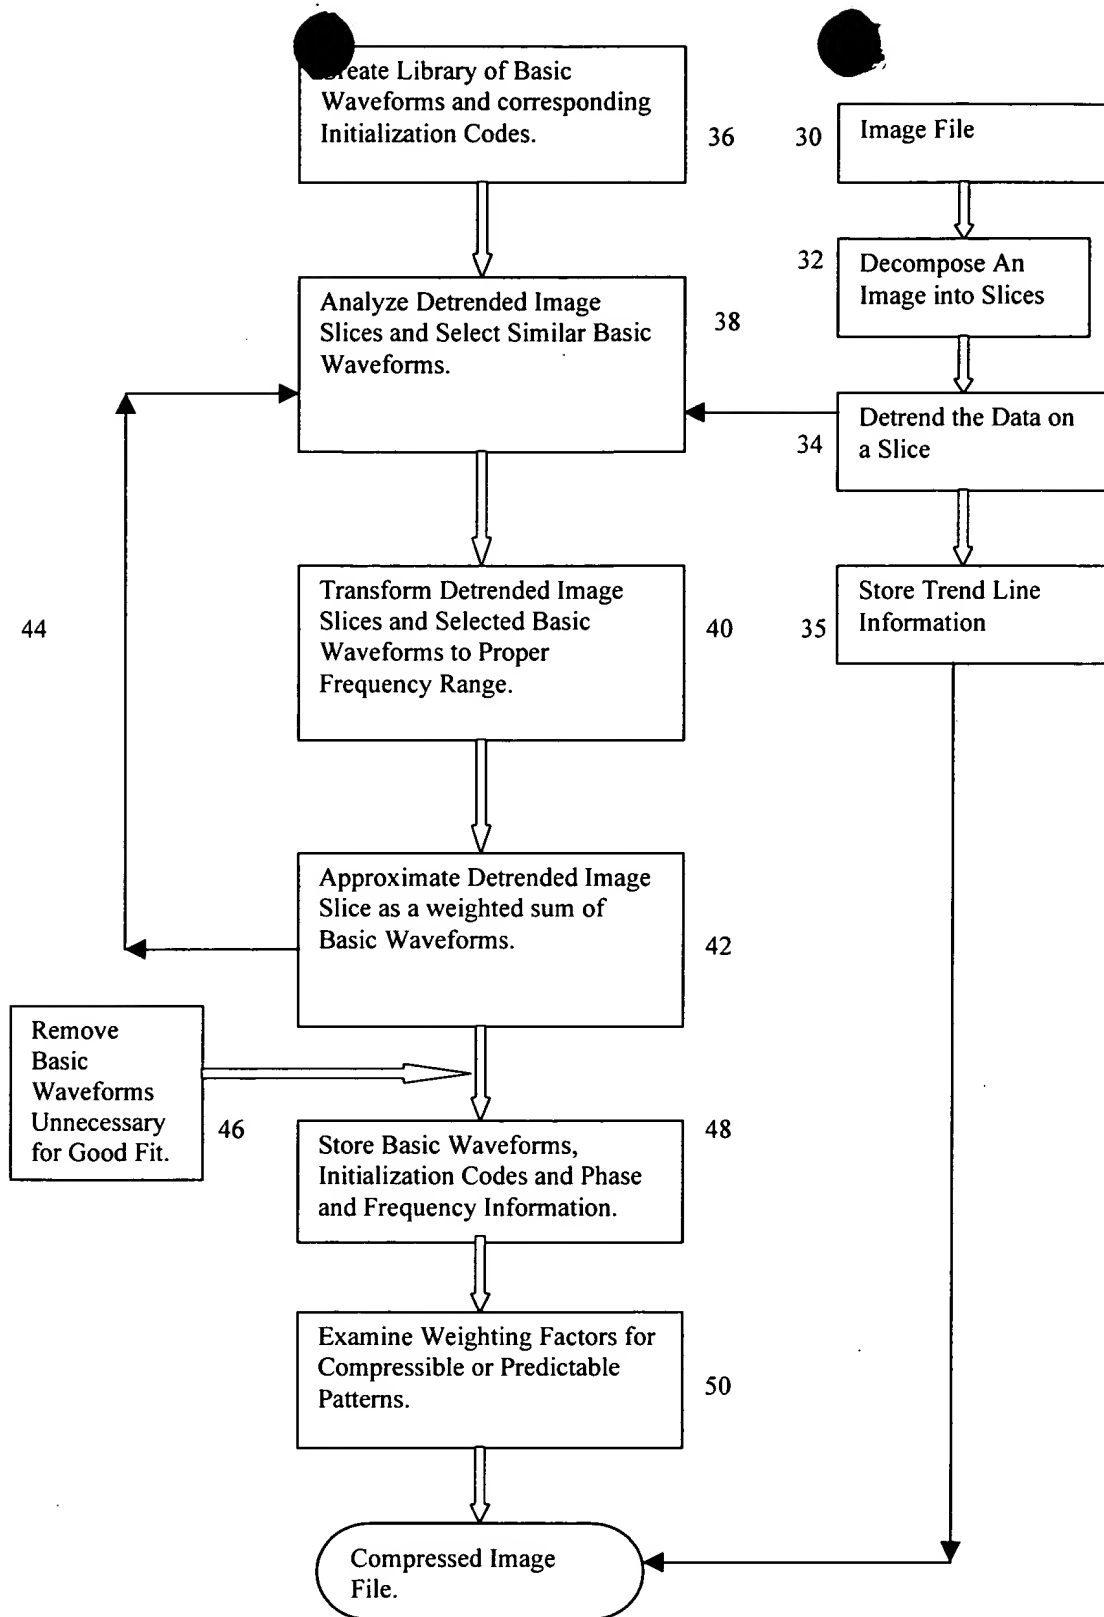 Create Library of Basic
Waveforms and corresponding
Initialization Codes.
36
30
Image File
32
Decompose An
Image into Slices
Analyze Detrended Image
Slices and Select Similar Basic
Waveforms.
38
34
Detrend the Data on
a Slice
44
Transform Detrended Image
Slices and Selected Basic
Waveforms to Proper
Frequency Range.
40
35
Store Trend Line
Information
Approximate Detrended Image
Slice as a weighted sum of
Basic Waveforms.
42
Remove
Basic
Waveforms
Unnecessary
for Good Fit.
46
Store Basic Waveforms,
Initialization Codes and Phase
and Frequency Information.
48
Examine Weighting Factors for
Compressible or Predictable
Patterns.
50
Compressed Image
File.